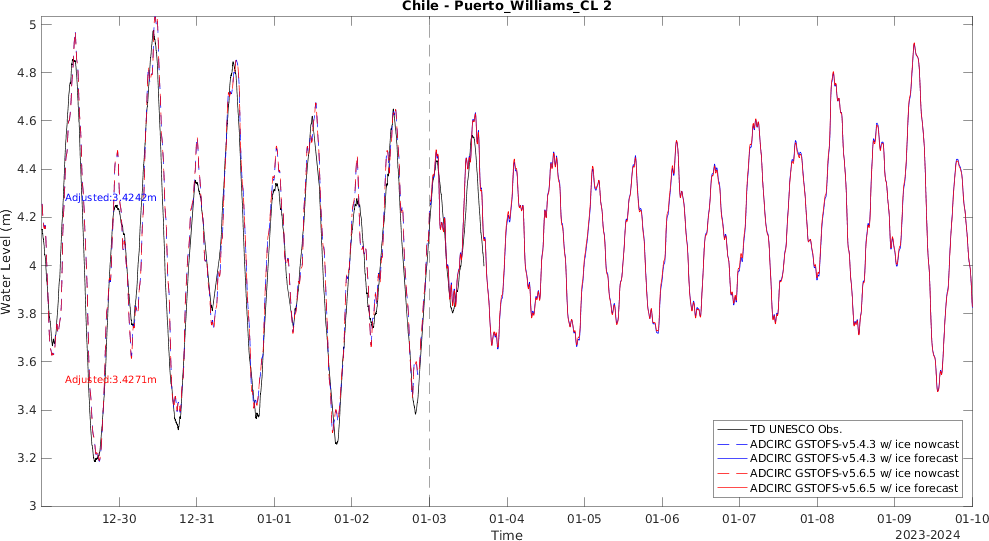 Chile - Puerto_Williams_CL 2
5
4.8
4.6
4.4
4.2
4
3.8
3.6
3.4
3.2
3
Water Level (m)
Adjusted:3.4242m
Adjusted:3.4271m
TD UNESCO Obs.
ADCIRC GSTOFS-v5.4.3 w/ ice nowcast
ADCIRC GSTOFS-v5.4.3 w/ ice forecast
ADCIRC GSTOFS-v5.6.5 w/ ice nowcast
ADCIRC GSTOFS-v5.6.5 w/ ice forecast
12-30 12-31 01-01 01-02 01-03 01-04 01-05 01-06 01-07 01-08 01-09 01-10
Time
2023-2024